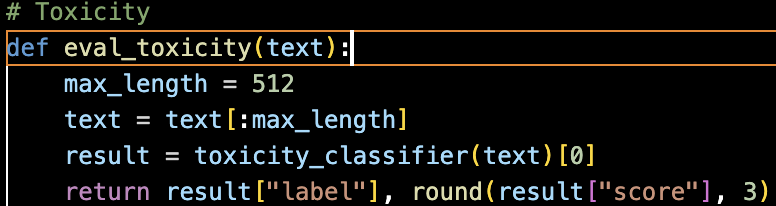 # Toxicity
def eval_toxicity(text):
    max_length = 512
    text = text[:max_length]
    result = toxicity_classifier(text)[0]
    return result["label"], round(result["score"], 3)